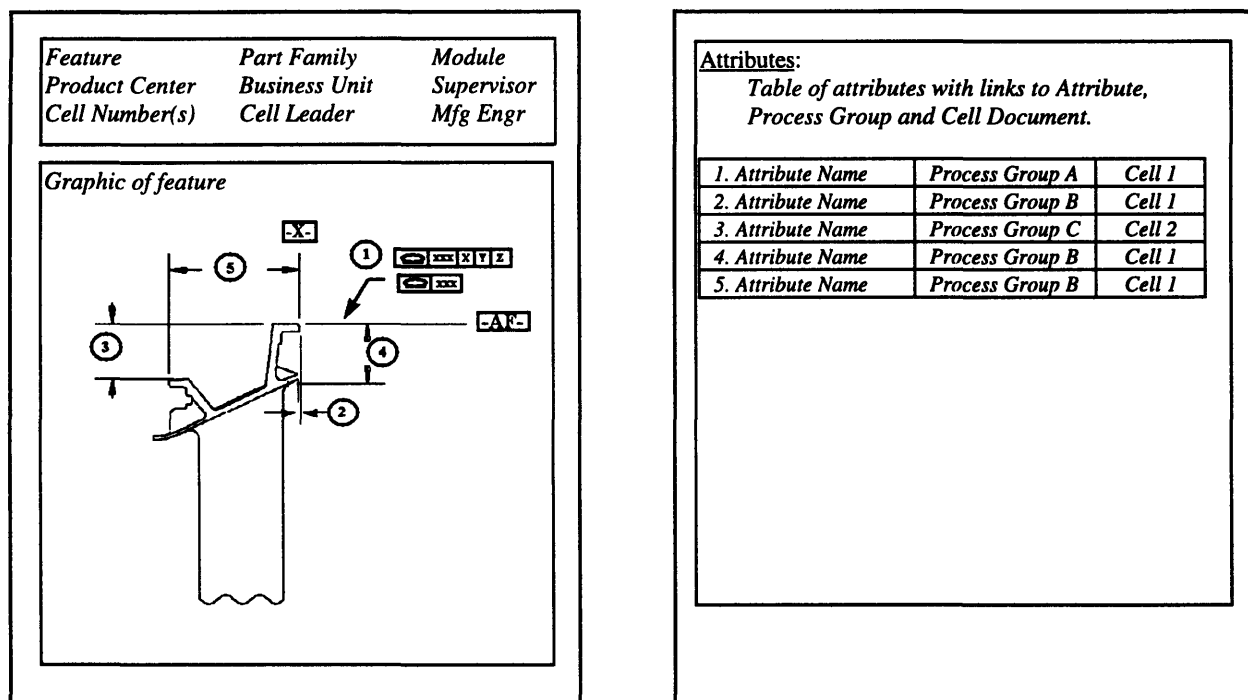 Feature Part Family Module
Product Center Business Unit Supervisor
Cell Number(s) Cell Leader Mfg Engr
Graphic of feature
-X-
1 xxx X Y Z
5
xxx
-AF-
3
4
2
Attributes:
Table of attributes with links to Attribute,
Process Group and Cell Document.
1. Attribute Name Process Group A Cell 1
2. Attribute Name Process Group B Cell 1
3. Attribute Name Process Group C Cell 2
4. Attribute Name Process Group B Cell 1
5. Attribute Name Process Group B Cell 1